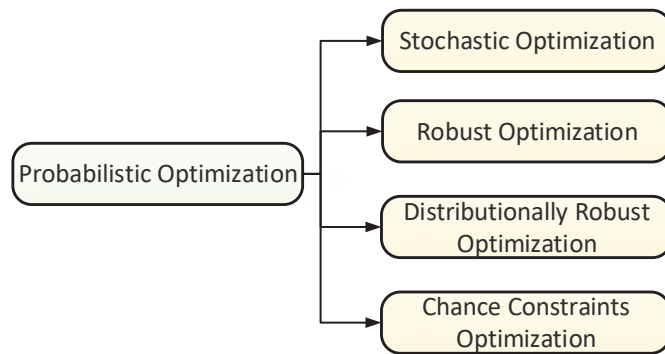 Stochastic Optimization
Robust Optimization
Probabilistic Optimization
Distributionally Robust
Optimization
Chance Constraints
Optimization